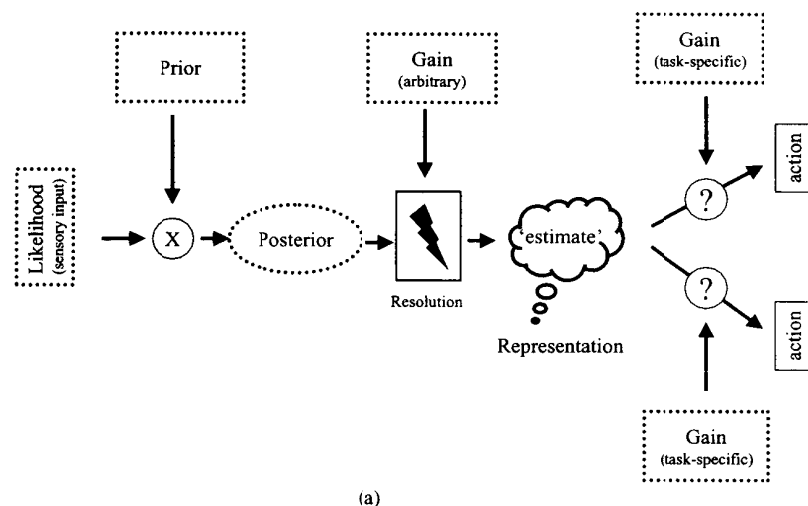 Prior
Gain
(arbitrary)
Gain
(task-specific)
action
Likelihood
(sensory input)
X
Posterior
'estimate'
?
?
Resolution
Representation
action
Gain
(task-specific)
(a)